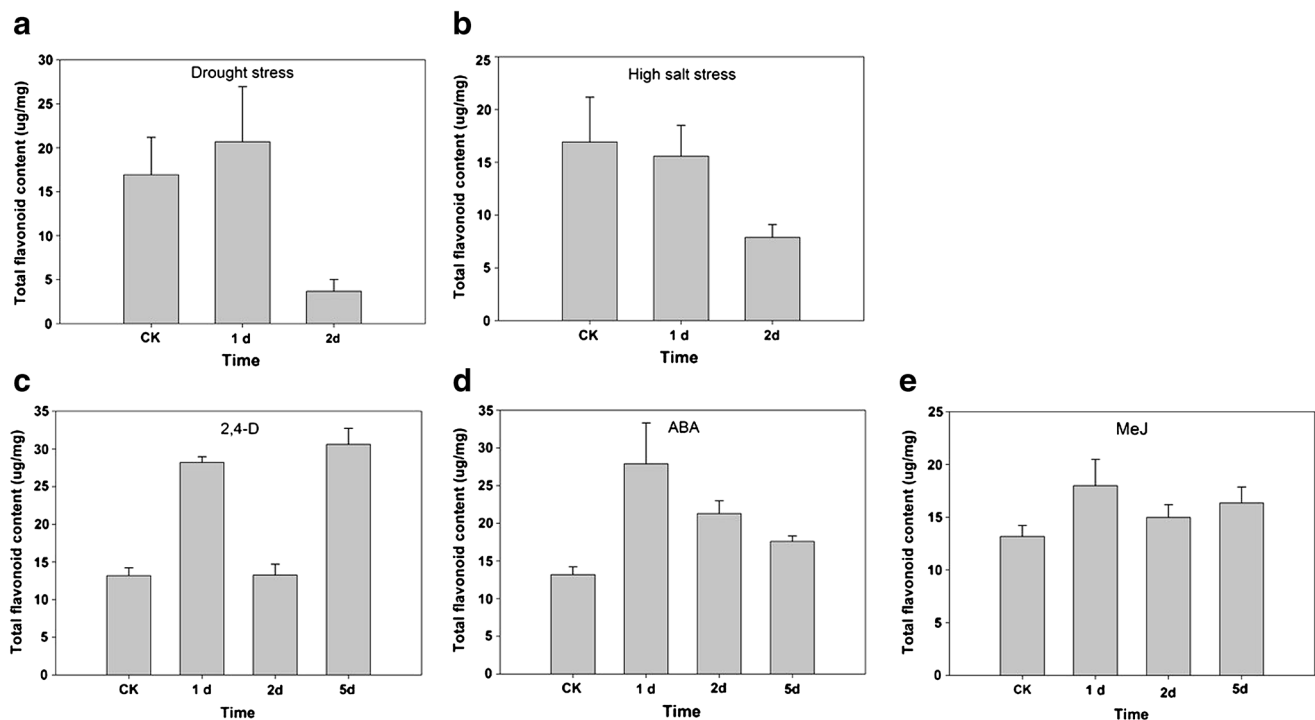 a
Drought stress
Total flavonoid content (ug/mg)
30
25
20
15
10
5
0
CK 1 d 2d
Time
b
High salt stress
Total flavonoid content (ug/mg)
25
20
15
10
5
0
CK 1 d 2d
Time
c
2,4-D
Total flavonoid content (ug/mg)
35
30
25
20
15
10
5
0
CK 1 d 2d 5d
Time
d
ABA
Total flavonoid content (ug/mg)
35
30
25
20
15
10
5
0
CK 1 d 2d 5d
Time
e
MeJ
Total flavonoid content (ug/mg)
25
20
15
10
5
0
CK 1 d 2d 5d
Time